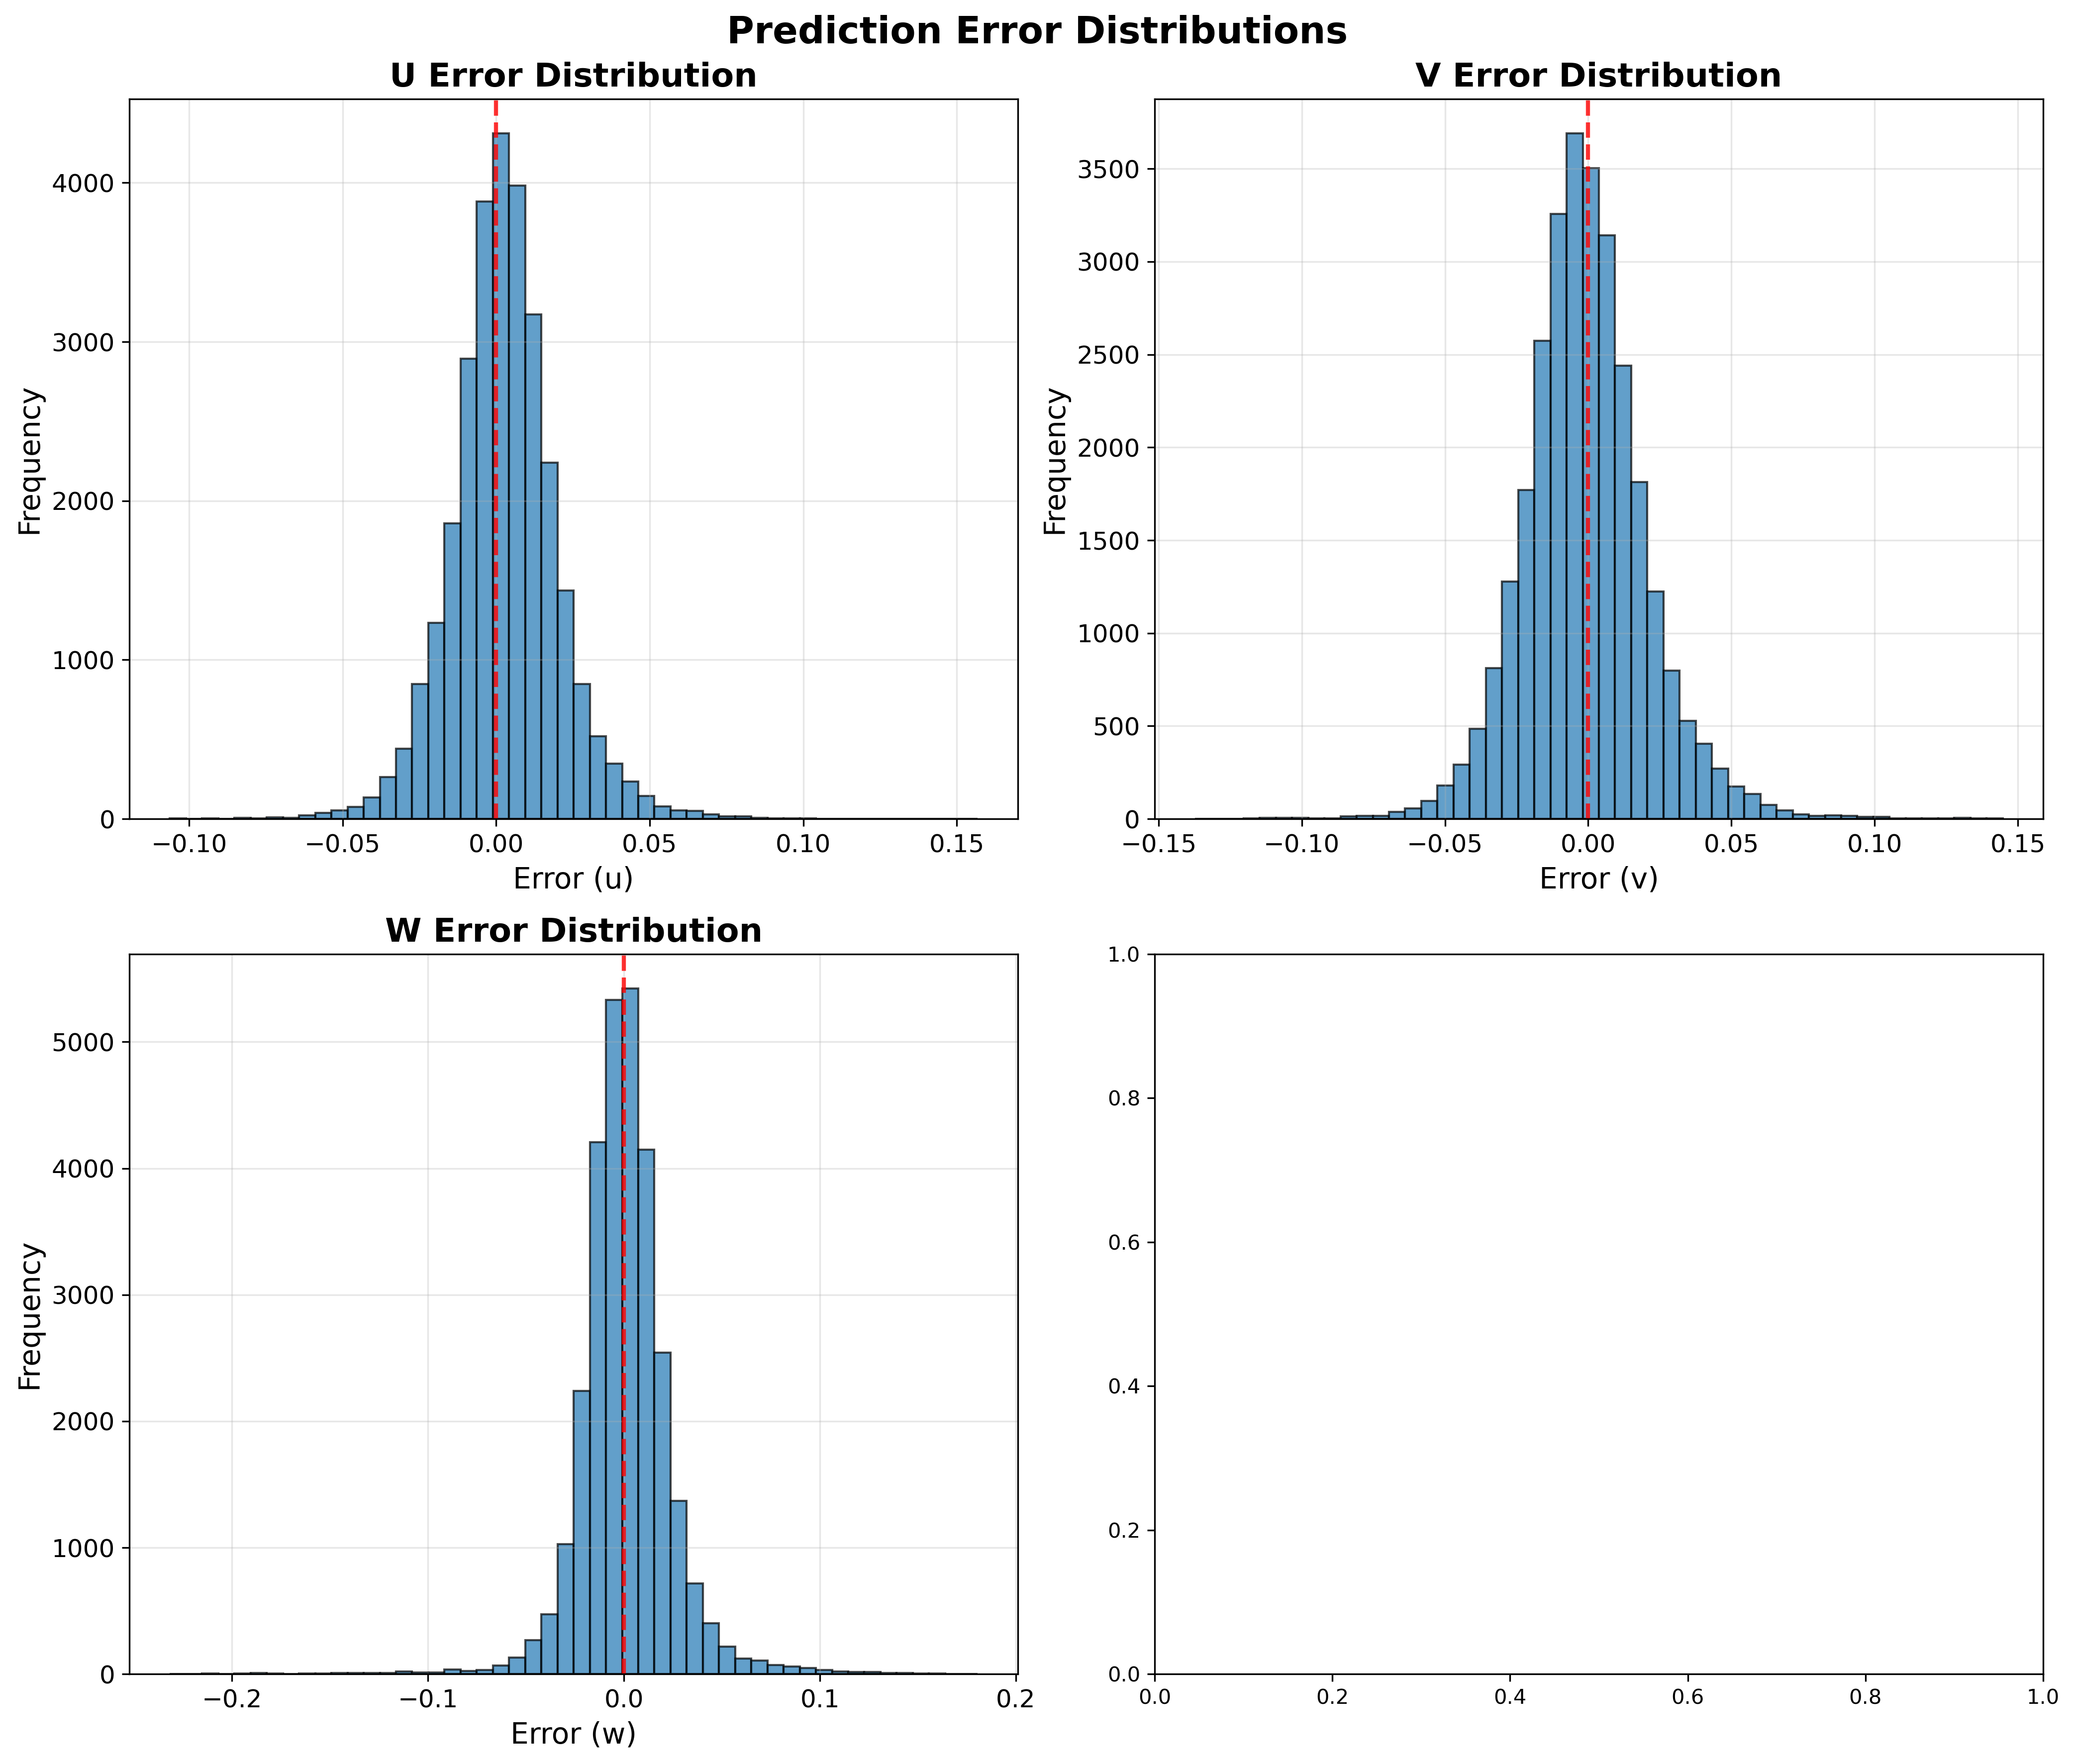 Prediction Error Distributions
U Error Distribution
Frequency
4000
3000
2000
1000
0
−0.10 −0.05 0.00 0.05 0.10 0.15
Error (u)
V Error Distribution
Frequency
3500
3000
2500
2000
1500
1000
500
0
−0.15 −0.10 −0.05 0.00 0.05 0.10 0.15
Error (v)
W Error Distribution
Frequency
5000
4000
3000
2000
1000
0
−0.2 −0.1 0.0 0.1 0.2
Error (w)
1.0
0.8
0.6
0.4
0.2
0.0
0.0 0.2 0.4 0.6 0.8 1.0